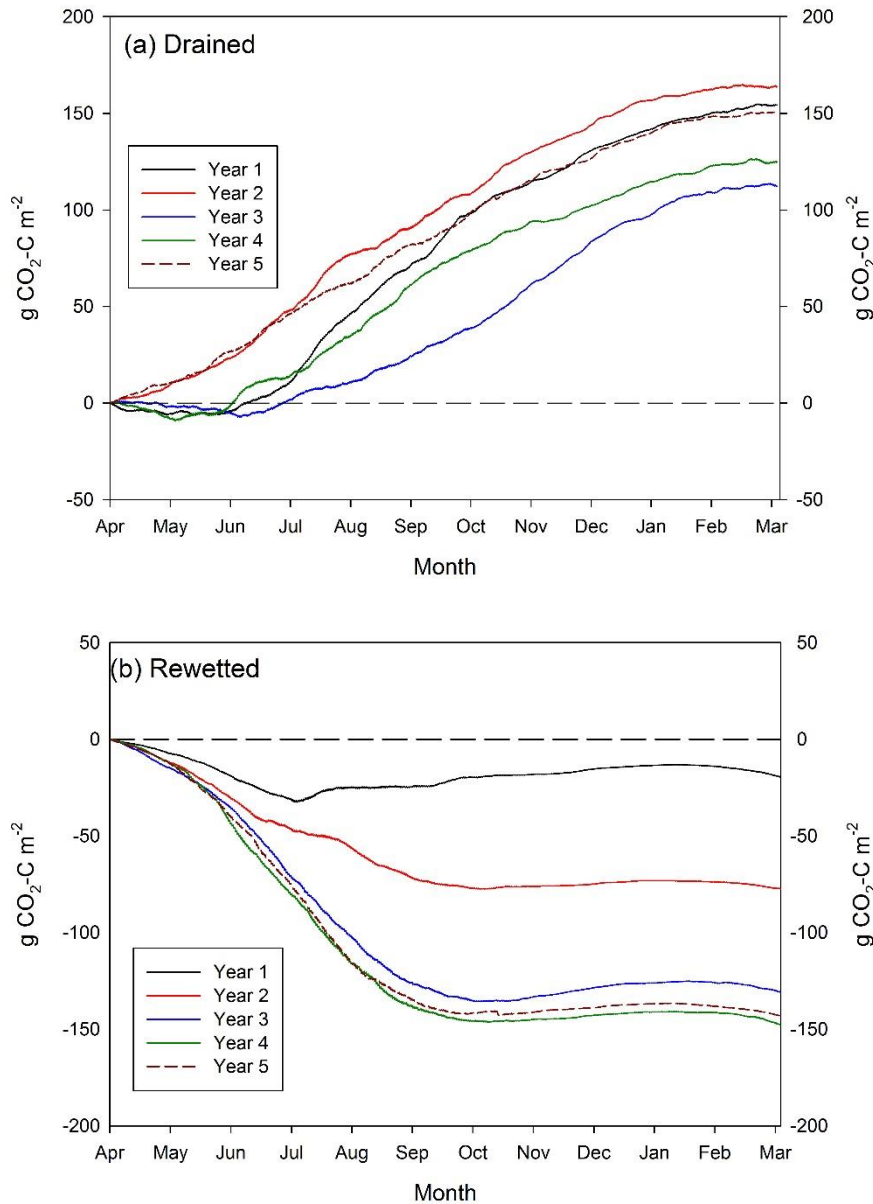 (a) Drained
200
150
100
50
0
-50
g CO₂-C m⁻²
200
150
100
50
0
-50
g CO₂-C m⁻²
Year 1
Year 2
Year 3
Year 4
Year 5
Apr May Jun Jul Aug Sep Oct Nov Dec Jan Feb Mar
Month
(b) Rewetted
50
0
-50
-100
-150
-200
g CO₂-C m⁻²
50
0
-50
-100
-150
-200
g CO₂-C m⁻²
Year 1
Year 2
Year 3
Year 4
Year 5
Apr May Jun Jul Aug Sep Oct Nov Dec Jan Feb Mar
Month